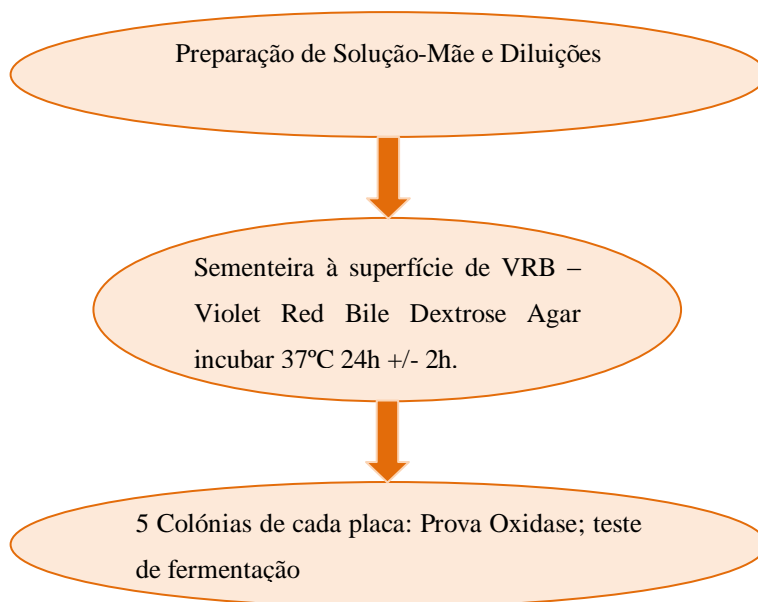 Preparação de Solução-Mãe e Diluições
Sementeira à superfície de VRB –
Violet Red Bile Dextrose Agar
incubar 37ºC 24h +/- 2h.
5 Colónias de cada placa: Prova Oxidase; teste
de fermentação